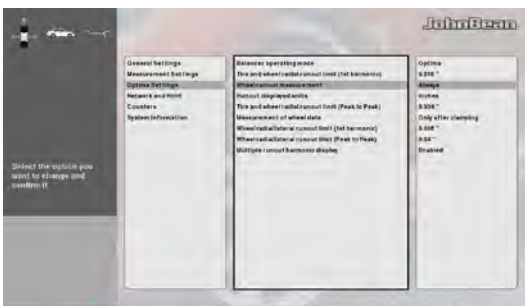 JohnBean
General Settings
Measurement Settings
Optima Settings
Network and Print
Counters
System Information
Balancer operating mode
Tire and wheel radial runout limit (1st harmonic)
Wheel runout measurement
Runout displayed units
Tire and wheel radial runout limit (Peak to Peak)
Measurement of wheel data
Wheel radial/lateral runout limit (1st harmonic)
Wheel radial/lateral runout limit (Peak to Peak)
Multiple runout harmonic display
Optima
Always
Inches
Only after clamping
Enabled
Select the option you
want to change and
confirm it